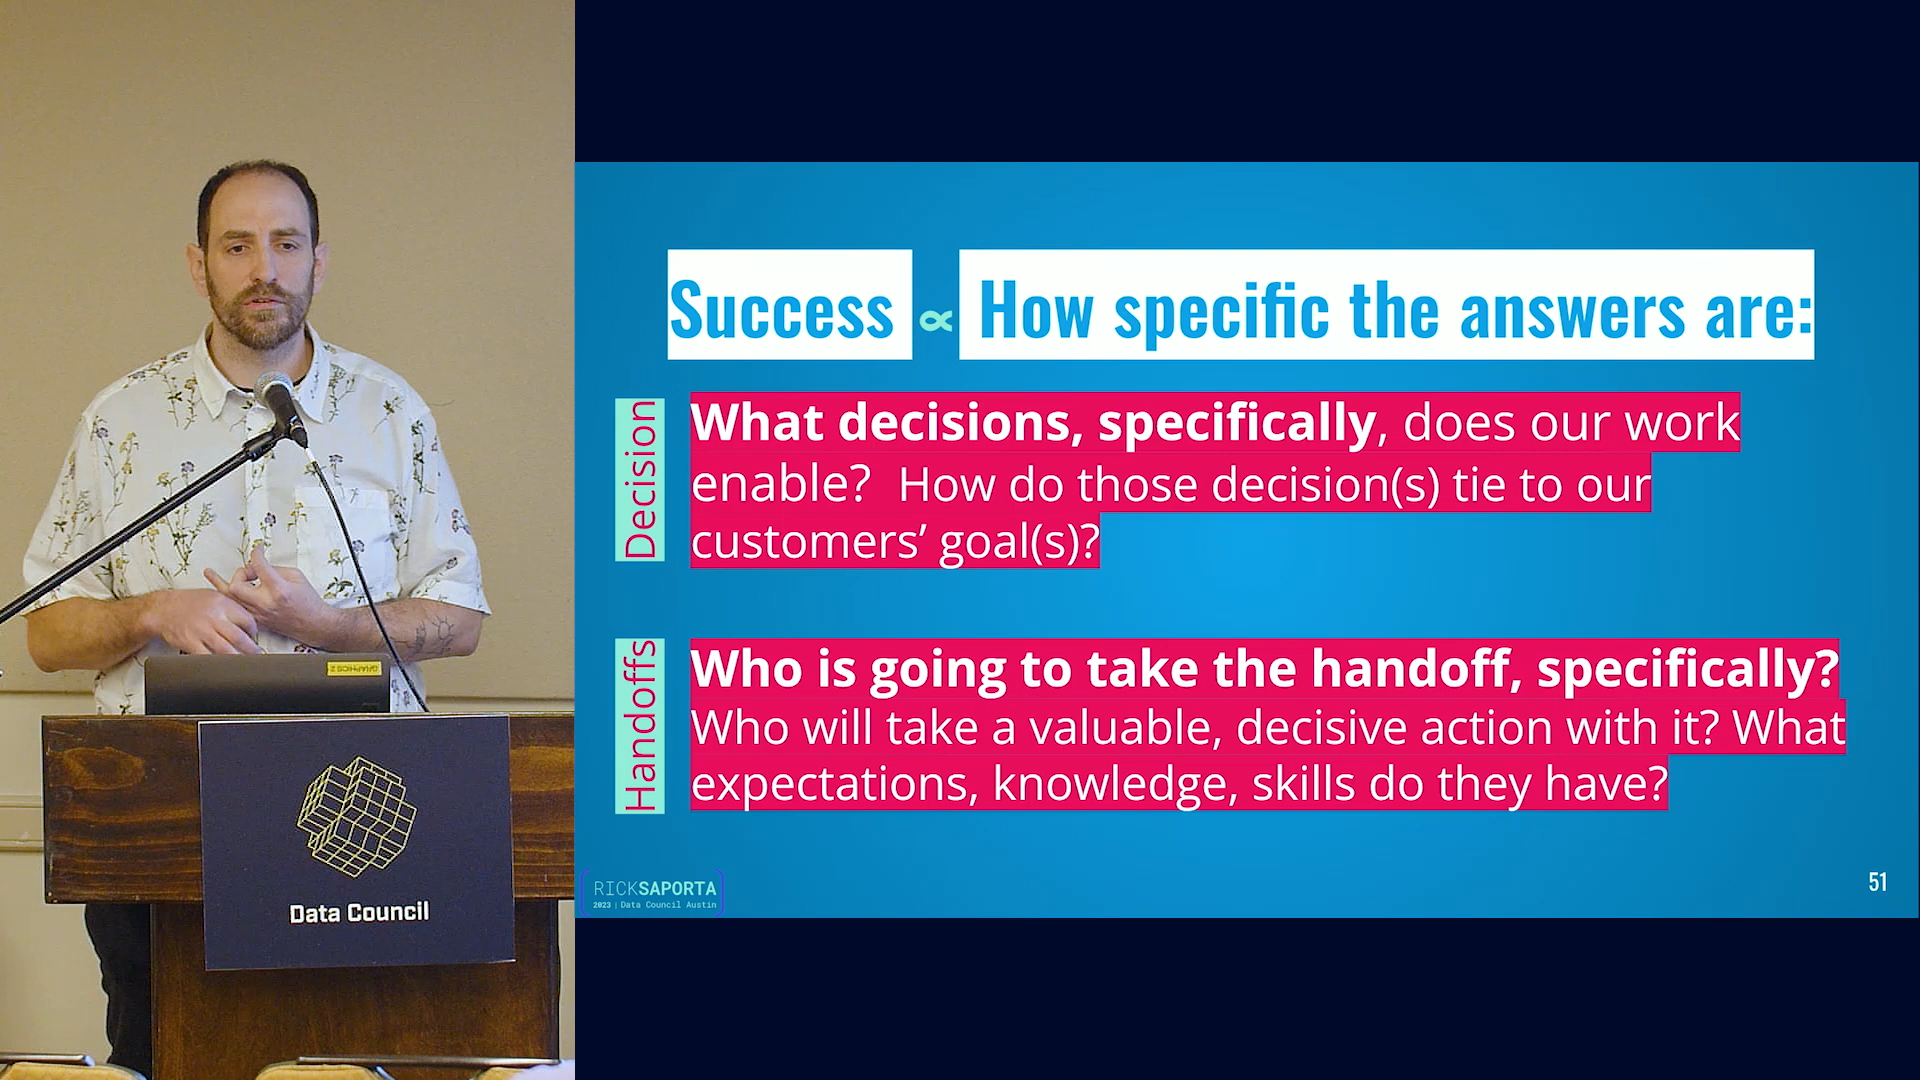 GRAPHICS 2
Data Council
Success ∝ How specific the answers are:
Decision
What decisions, specifically, does our work
enable? How do those decision(s) tie to our
customers’ goal(s)?
Handoffs
Who is going to take the handoff, specifically?
Who will take a valuable, decisive action with it? What
expectations, knowledge, skills do they have?
RICKSAPORTA
2023 | Data Council Austin
51